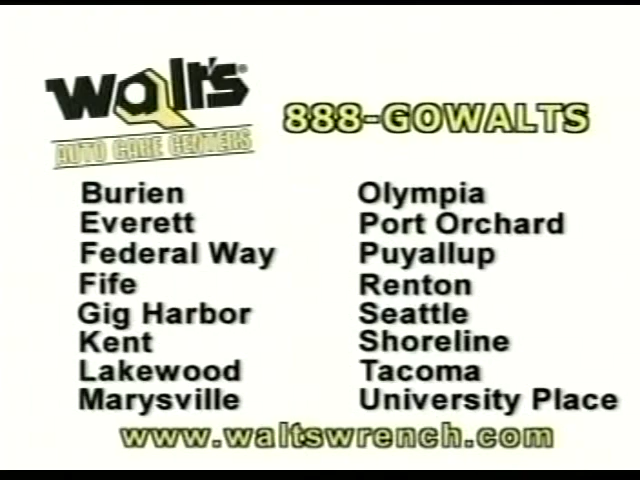 Walt's®
AUTO CARE CENTERS
888-GOWALTS
Burien
Everett
Federal Way
Fife
Gig Harbor
Kent
Lakewood
Marysville
Olympia
Port Orchard
Puyallup
Renton
Seattle
Shoreline
Tacoma
University Place
www.waltswrench.com